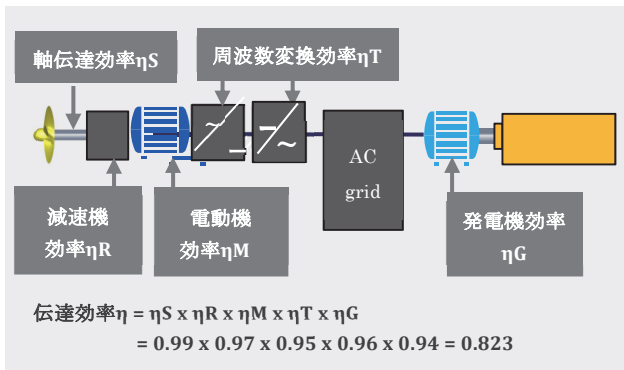 軸伝達効率ηS
周波数変換効率ηT
AC
grid
減速機
効率ηR
電動機
効率ηM
発電機効率
ηG
伝達効率η = ηS x ηR x ηM x ηT x ηG
= 0.99 x 0.97 x 0.95 x 0.96 x 0.94 = 0.823